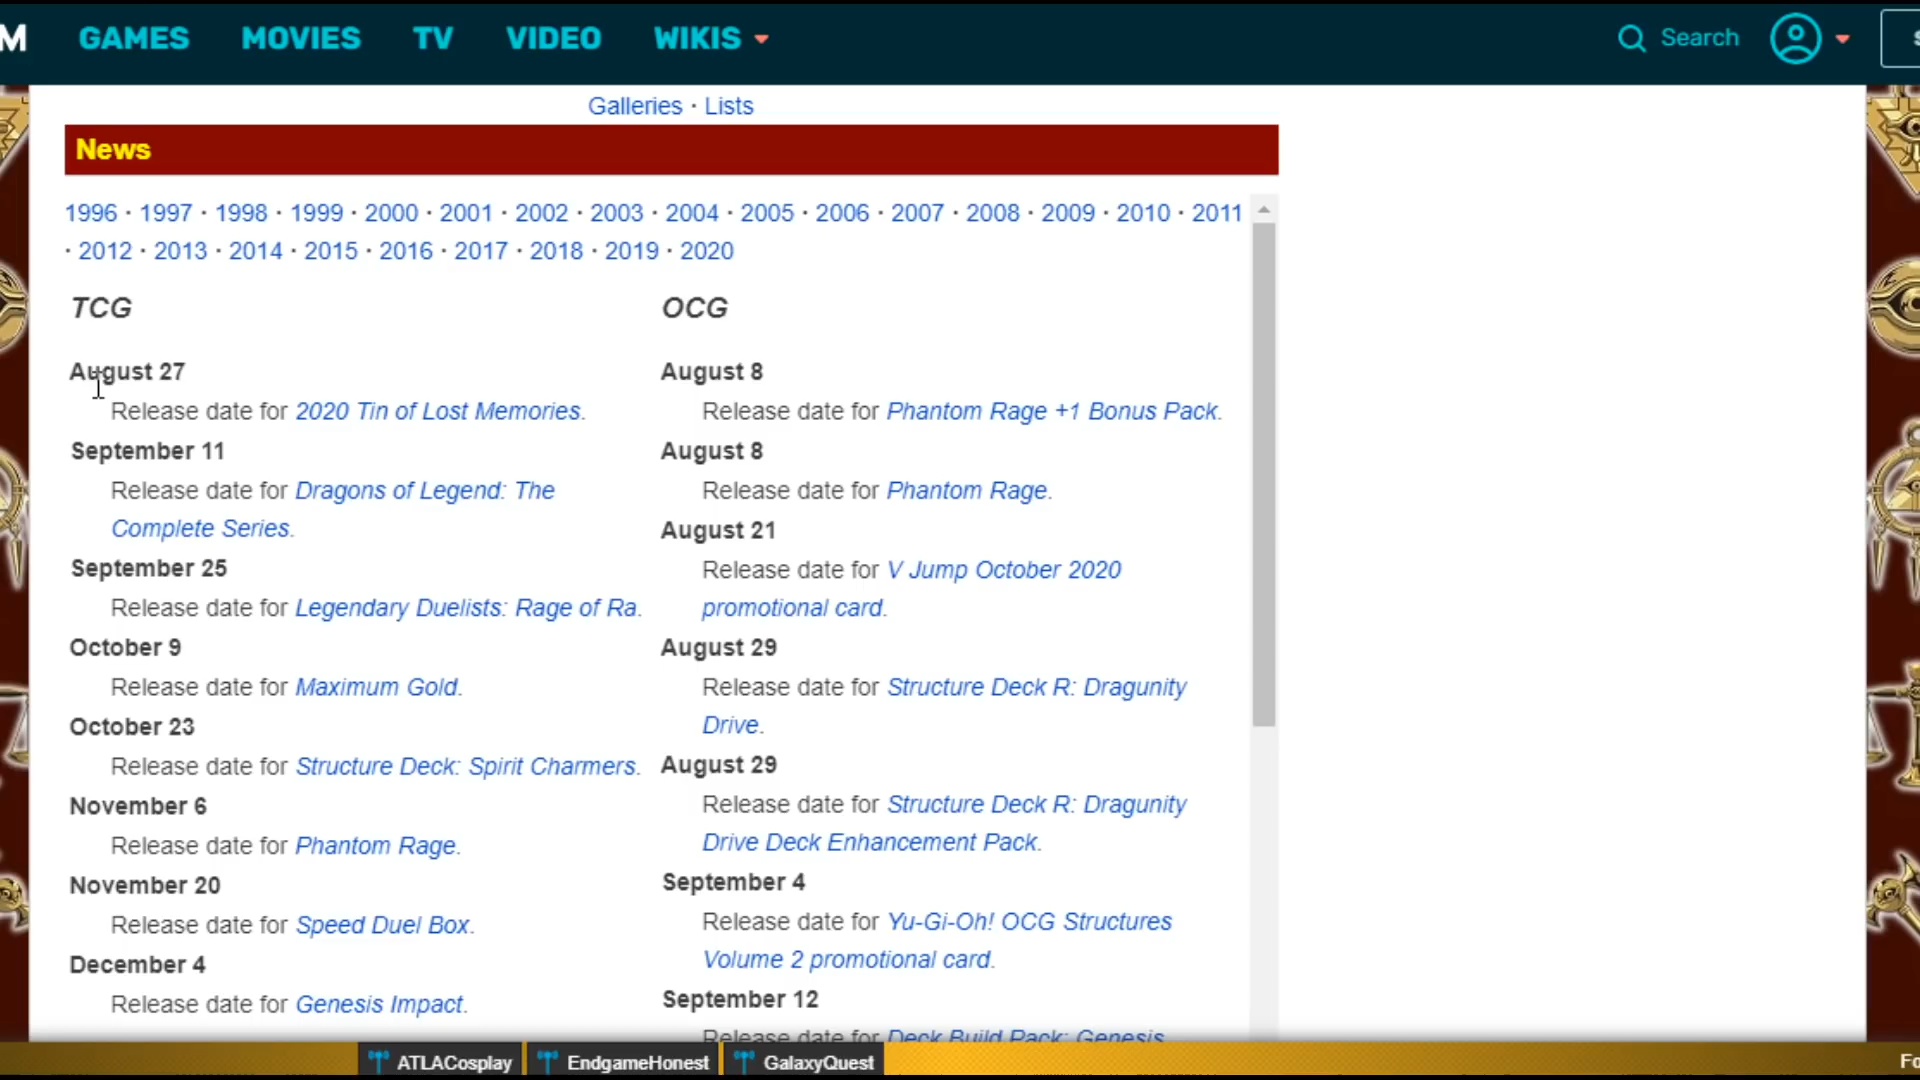 M GAMES MOVIES TV VIDEO WIKIS Search S
Galleries · Lists
News
1996 · 1997 · 1998 · 1999 · 2000 · 2001 · 2002 · 2003 · 2004 · 2005 · 2006 · 2007 · 2008 · 2009 · 2010 · 2011
· 2012 · 2013 · 2014 · 2015 · 2016 · 2017 · 2018 · 2019 · 2020
TCG
August 27
Release date for 2020 Tin of Lost Memories.
September 11
Release date for Dragons of Legend: The
Complete Series.
September 25
Release date for Legendary Duelists: Rage of Ra.
October 9
Release date for Maximum Gold.
October 23
Release date for Structure Deck: Spirit Charmers.
November 6
Release date for Phantom Rage.
November 20
Release date for Speed Duel Box.
December 4
Release date for Genesis Impact.
OCG
August 8
Release date for Phantom Rage +1 Bonus Pack.
August 8
Release date for Phantom Rage.
August 21
Release date for V Jump October 2020
promotional card.
August 29
Release date for Structure Deck R: Dragunity
Drive.
August 29
Release date for Structure Deck R: Dragunity
Drive Deck Enhancement Pack.
September 4
Release date for Yu-Gi-Oh! OCG Structures
Volume 2 promotional card.
September 12
Release date for Deck Build Pack: Genesis
ATLACosplay EndgameHonest GalaxyQuest Fo